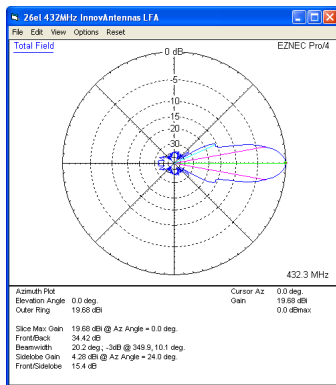 26el 432MHz InnovAntennas LFA
File Edit View Options Reset
Total Field
0 dB
EZNEC Pro/4
-5
-10
-15
-20
-30
432.3 MHz
Azimuth Plot
Cursor Az 0.0 deg.
Elevation Angle 0.0 deg.
Gain 19.68 dBi
Outer Ring 19.68 dBi
0.0 dBmax
Slice Max Gain 19.68 dBi @ Az Angle = 0.0 deg.
Front/Back 34.42 dB
Beamwidth 20.2 deg.; -3dB @ 349.9, 10.1 deg.
Sidelobe Gain 4.28 dBi @ Az Angle = 24.0 deg.
Front/Sidelobe 15.4 dB